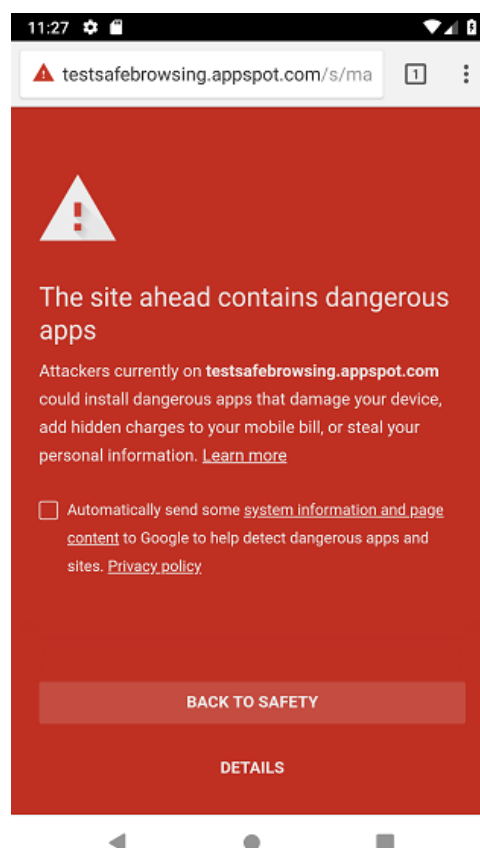 11:27
testsafebrowsing.appspot.com/s/ma
1
The site ahead contains dangerous
apps
Attackers currently on testsafebrowsing.appspot.com
could install dangerous apps that damage your device,
add hidden charges to your mobile bill, or steal your
personal information. Learn more
Automatically send some system information and page
content to Google to help detect dangerous apps and
sites. Privacy policy
BACK TO SAFETY
DETAILS